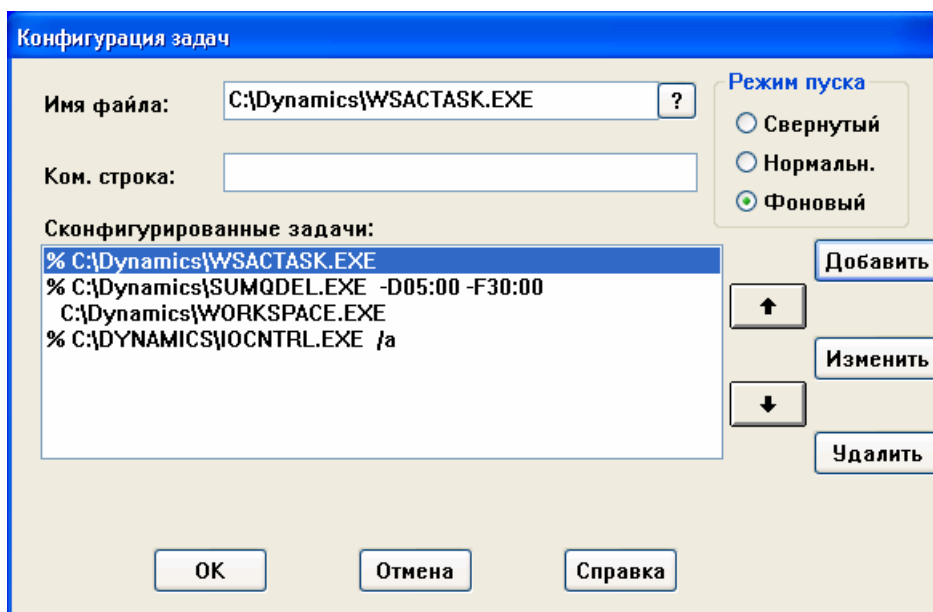 Конфигурация задач
Режим пуска
Имя файла: C:\Dynamics\WSACTASK.EXE ?
Свернутый
Нормальн.
Ком. строка:
Фоновый
Сконфигурированные задачи:
% C:\Dynamics\WSACTASK.EXE
% C:\Dynamics\SUMQDEL.EXE -D05:00 -F30:00
C:\Dynamics\WORKSPACE.EXE
% C:\DYNAMICS\IOCNTRL.EXE /a
Добавить
Изменить
Удалить
OK Отмена Справка